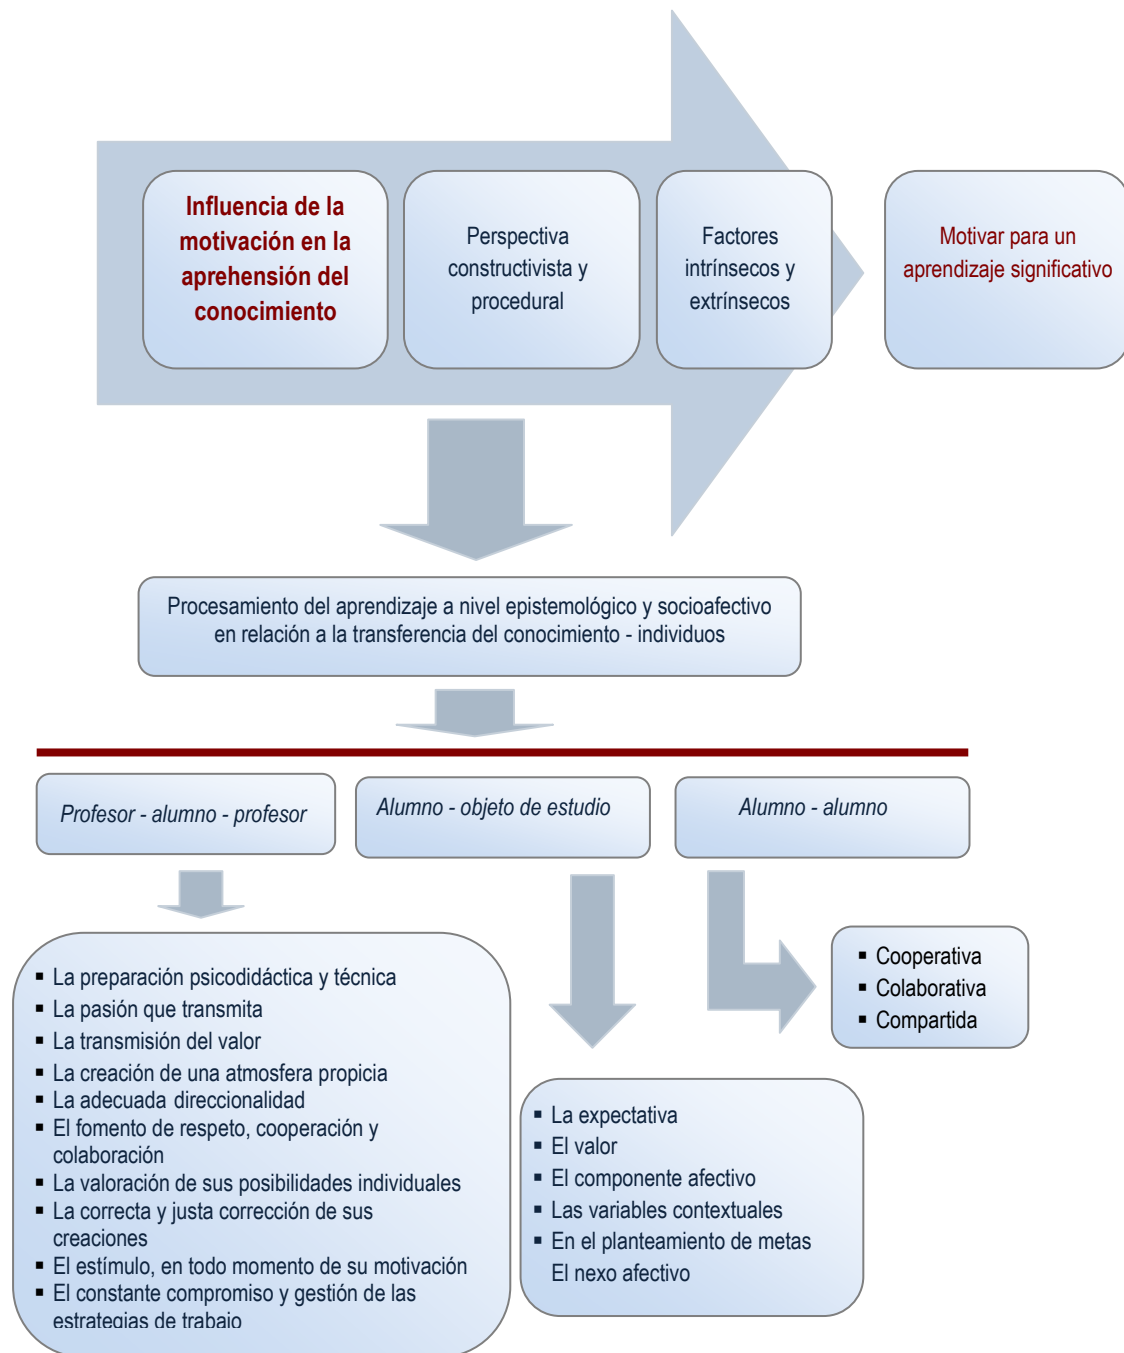 Influencia de la
motivación en la
aprehensión del
conocimiento
Perspectiva
constructivista y
procedural
Factores
intrínsecos y
extrínsecos
Motivar para un
aprendizaje significativo
Procesamiento del aprendizaje a nivel epistemológico y socioafectivo
en relación a la transferencia del conocimiento - individuos
Profesor - alumno - profesor
Alumno - objeto de estudio
Alumno - alumno
▪ La preparación psicodidáctica y técnica
▪ La pasión que transmita
▪ La transmisión del valor
▪ La creación de una atmosfera propicia
▪ La adecuada direccionalidad
▪ El fomento de respeto, cooperación y
colaboración
▪ La valoración de sus posibilidades individuales
▪ La correcta y justa corrección de sus
creaciones
▪ El estímulo, en todo momento de su motivación
▪ El constante compromiso y gestión de las
estrategias de trabajo
▪ La expectativa
▪ El valor
▪ El componente afectivo
▪ Las variables contextuales
▪ En el planteamiento de metas
El nexo afectivo
▪ Cooperativa
▪ Colaborativa
▪ Compartida